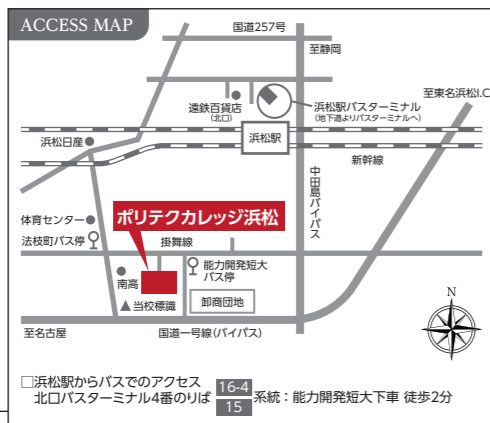 ACCESS MAP
国道257号
至静岡
至東名浜松I.C
遠鉄百貨店
(北口)
浜松駅バスターミナル
(地下道よりバスターミナルへ)
浜松日産
浜松駅
新幹線
中田島バイパス
体育センター
ポリテクカレッジ浜松
法枝町バス停
掛舞線
能力開発短大
バス停
南高
▲当校標識
卸商団地
N
至名古屋
国道一号線(バイパス)
□浜松駅からバスでのアクセス
北口バスターミナル4番のりば 16-4 15 系統:能力開発短大下車 徒歩2分